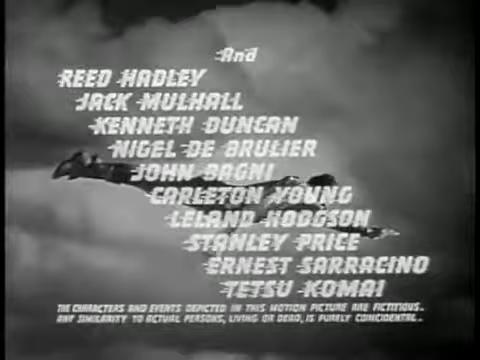 And
REED HADLEY
JACK MULHALL
KENNETH DUNCAN
NIGEL DE BRULIER
JOHN BAGNI
CARLETON YOUNG
LELAND HODGSON
STANLEY PRICE
ERNEST SARRACINO
TETSU KOMAI
THE CHARACTERS AND EVENTS DEPICTED IN THIS MOTION PICTURE ARE FICTITIOUS..
ANY SIMILARITY TO ACTUAL PERSONS, LIVING OR DEAD, IS PURELY COINCIDENTAL...